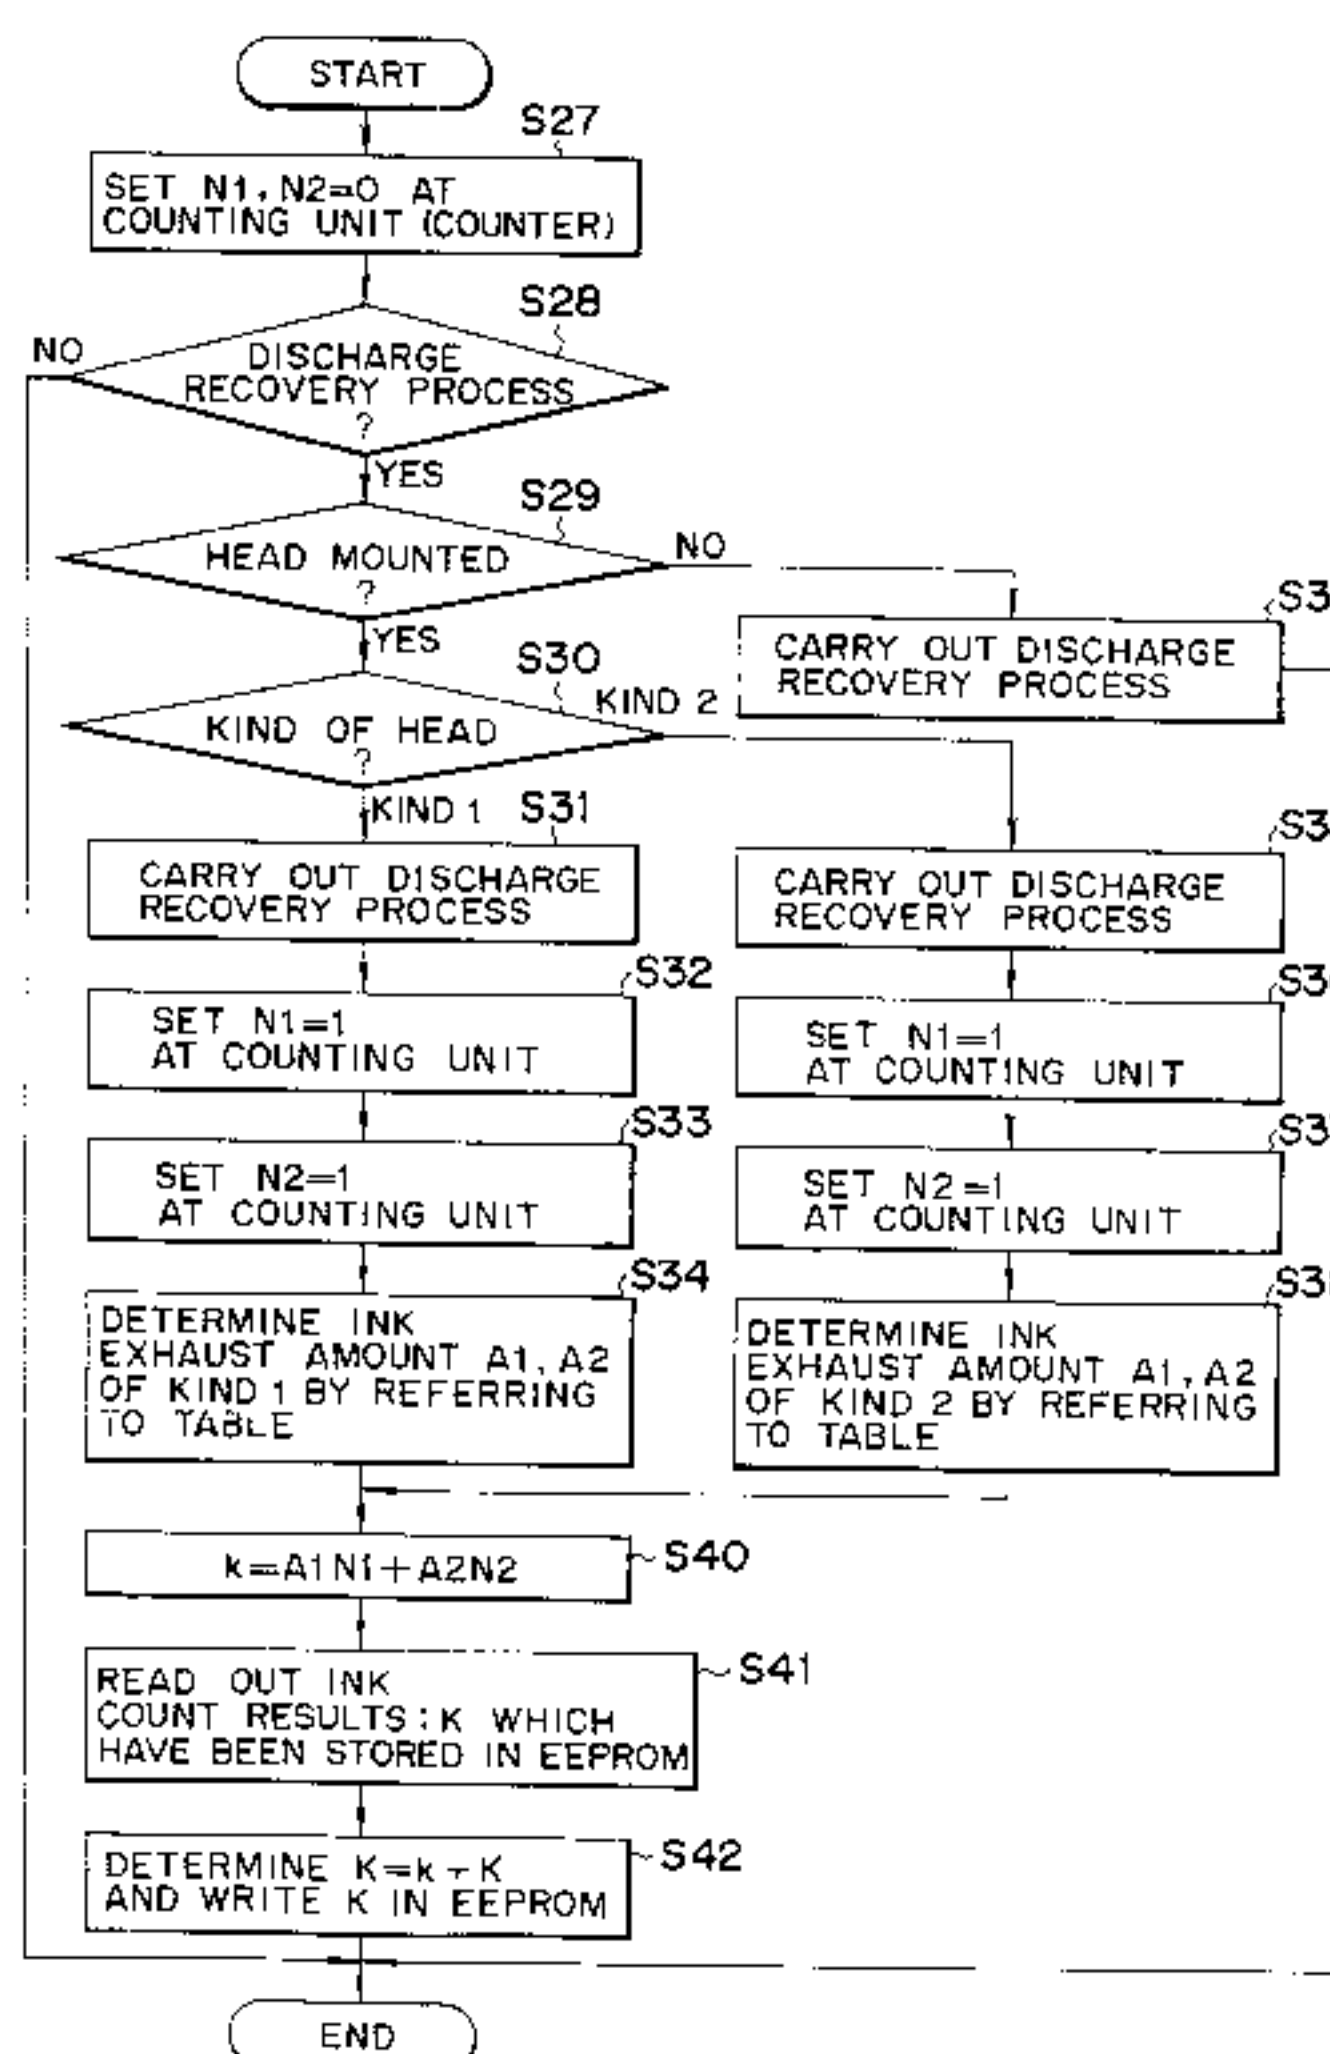 START
S27
SET N1, N2=0 AT
COUNTING UNIT (COUNTER)
S28
NO
DISCHARGE
RECOVERY PROCESS
?
YES
S29
HEAD MOUNTED
?
NO
YES
S3
CARRY OUT DISCHARGE
RECOVERY PROCESS
S30
KIND OF HEAD
?
KIND 2
KIND 1
S31
CARRY OUT DISCHARGE
RECOVERY PROCESS
S3
CARRY OUT DISCHARGE
RECOVERY PROCESS
S32
SET N1=1
AT COUNTING UNIT
S3
SET N1=1
AT COUNTING UNIT
S33
SET N2=1
AT COUNTING UNIT
S3
SET N2=1
AT COUNTING UNIT
S34
DETERMINE INK
EXHAUST AMOUNT A1, A2
OF KIND 1 BY REFERRING
TO TABLE
S3
DETERMINE INK
EXHAUST AMOUNT A1, A2
OF KIND 2 BY REFERRING
TO TABLE
k=A1N1+A2N2
S40
READ OUT INK
COUNT RESULTS : K WHICH
HAVE BEEN STORED IN EEPROM
S41
DETERMINE K=k+K
AND WRITE K IN EEPROM
S42
END